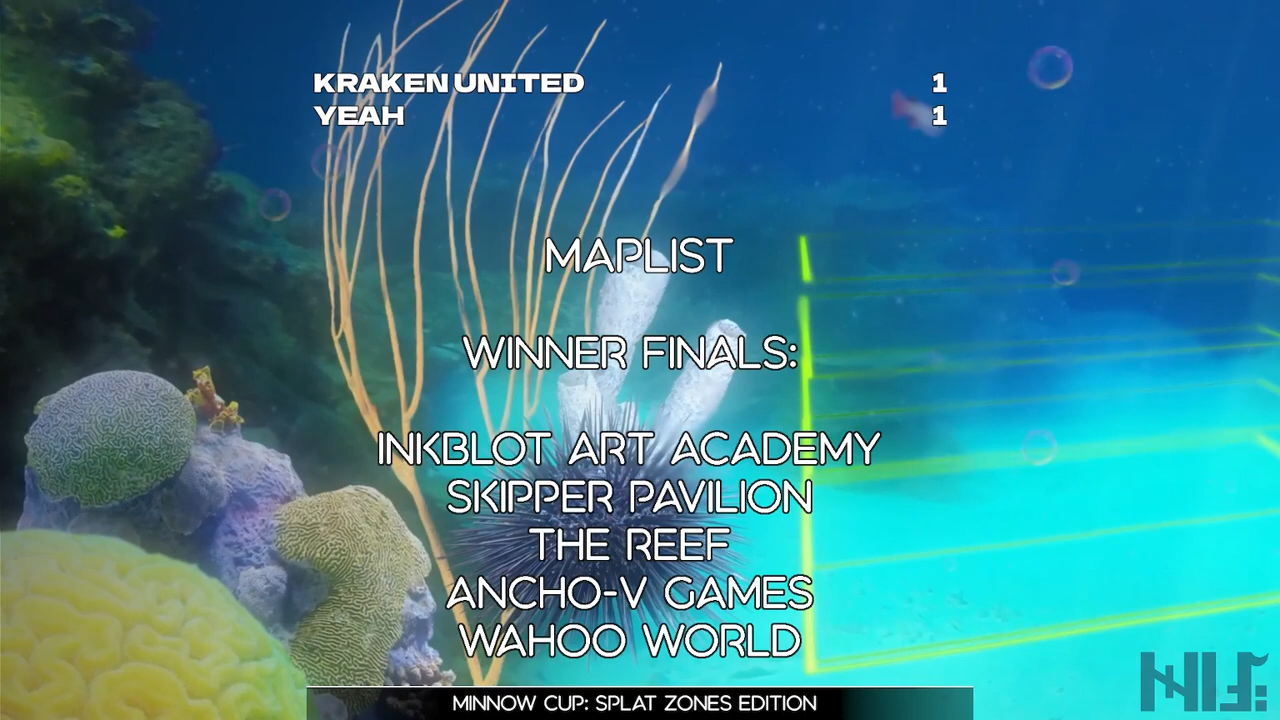 KRAKEN UNITED 1
YEAH 1
MAPLIST
WINNER FINALS:
INKBLOT ART ACADEMY
SKIPPER PAVILION
THE REEF
ANCHO-V GAMES
WAHOO WORLD
MINNOW CUP: SPLAT ZONES EDITION